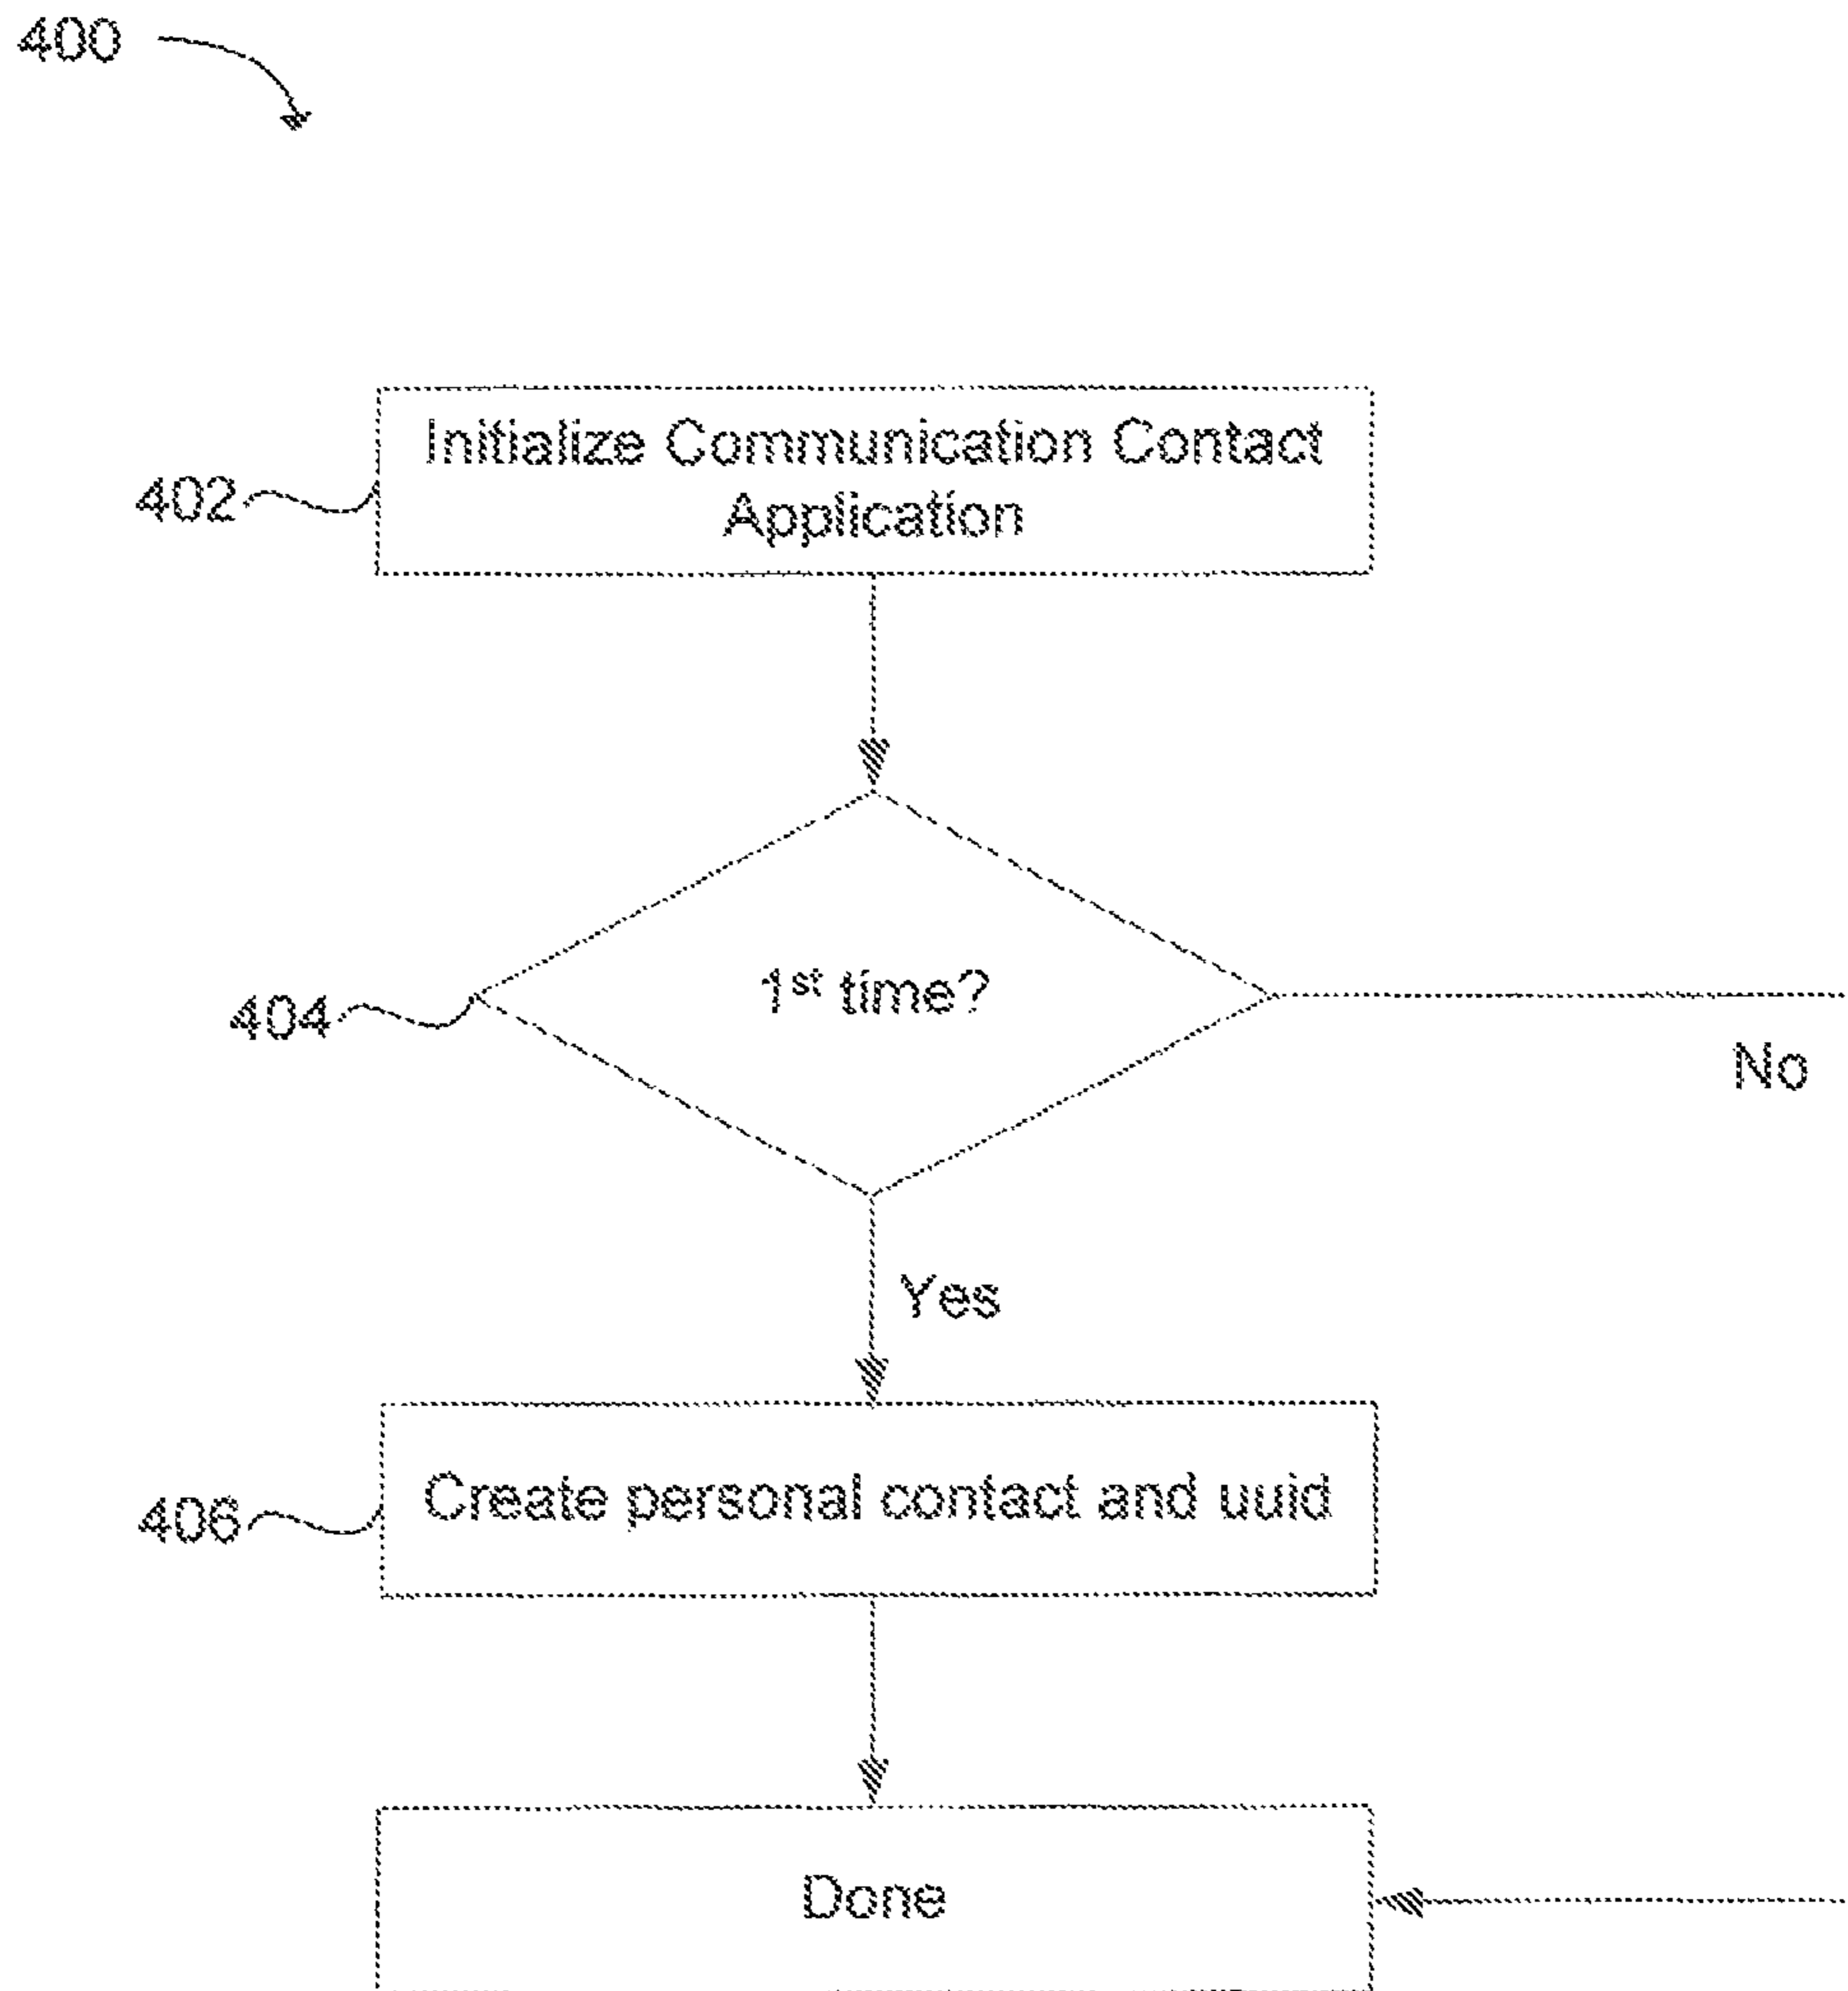 400
Initialize Communication Contact
Application
402
1st time?
404
No
Yes
Create personal contact and uuid
406
Done